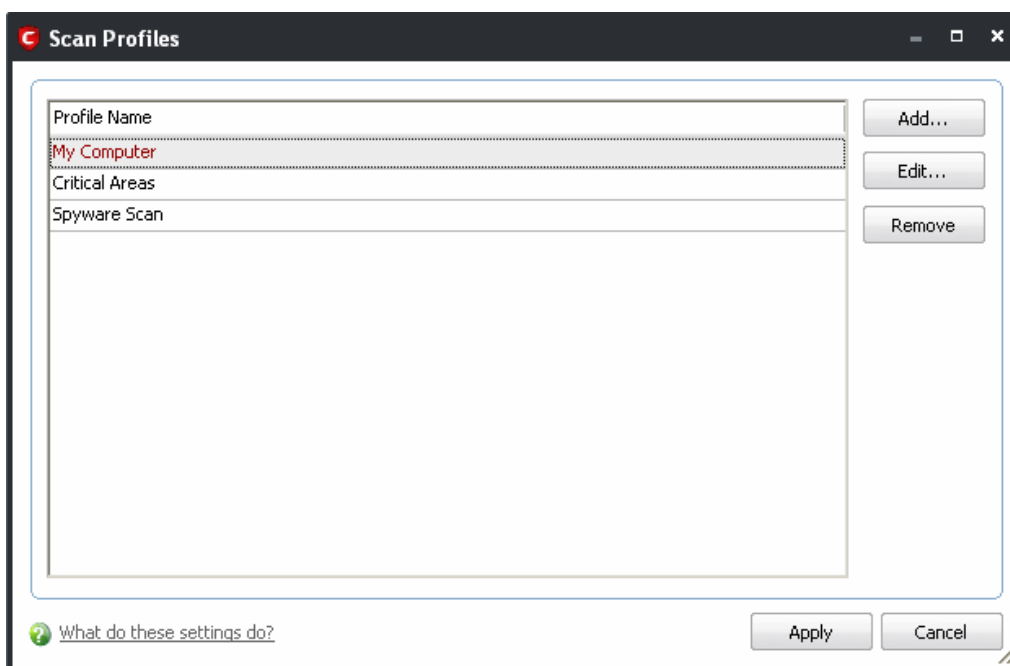 Scan Profiles
Profile Name
My Computer
Critical Areas
Spyware Scan
Add...
Edit...
Remove
What do these settings do?
Apply
Cancel